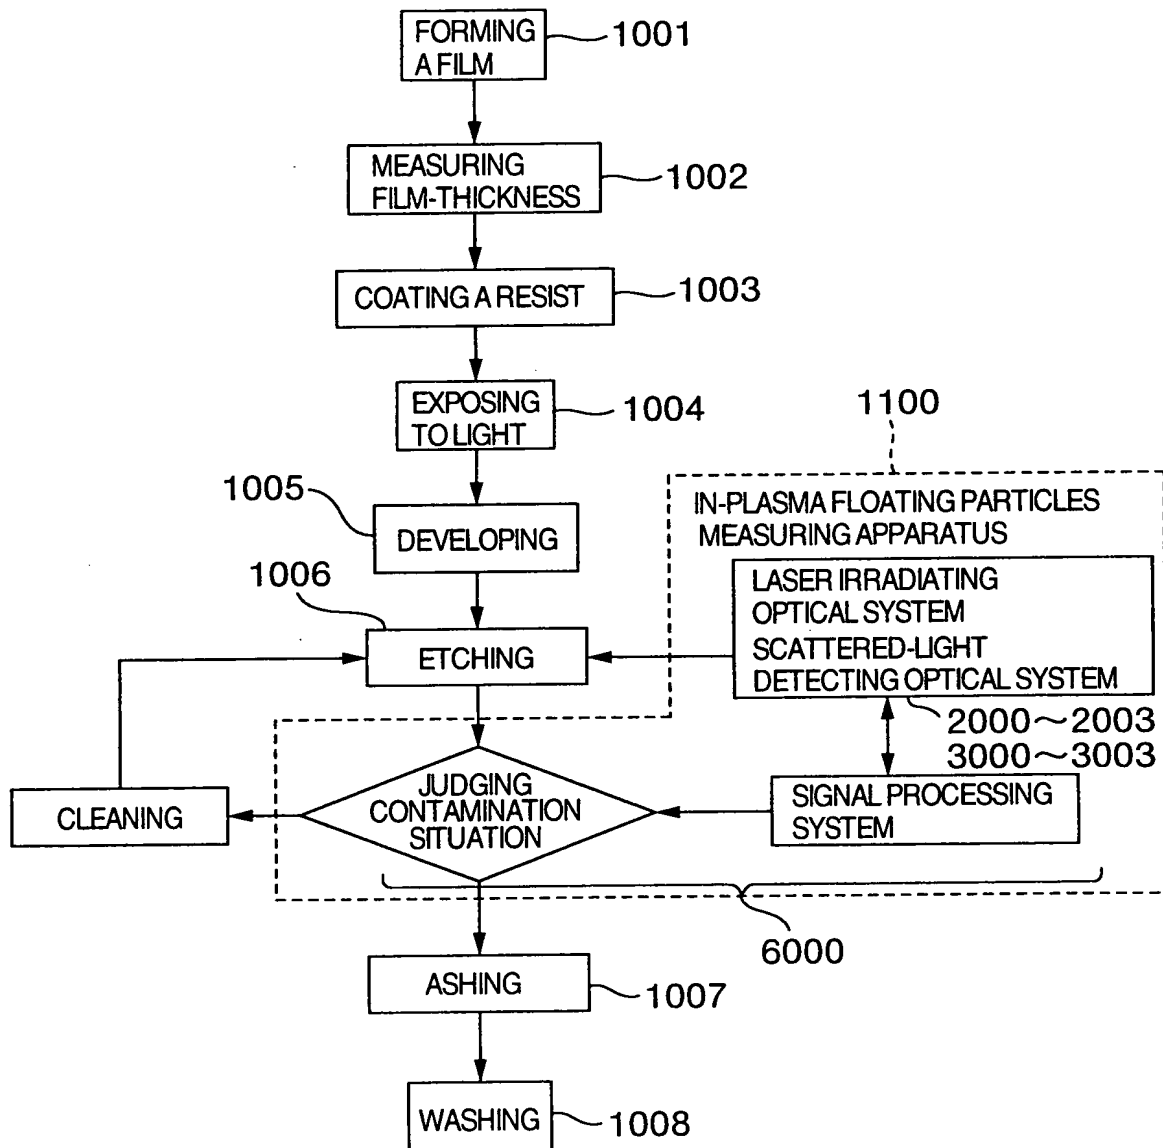 FORMING
A FILM
1001
MEASURING
FILM-THICKNESS
1002
COATING A RESIST
1003
EXPOSING
TO LIGHT
1004
1100
1005
DEVELOPING
IN-PLASMA FLOATING PARTICLES
MEASURING APPARATUS
1006
ETCHING
LASER IRRADIATING
OPTICAL SYSTEM
SCATTERED-LIGHT
DETECTING OPTICAL SYSTEM
2000~2003
3000~3003
CLEANING
JUDGING
CONTAMINATION
SITUATION
SIGNAL PROCESSING
SYSTEM
6000
ASHING
1007
WASHING
1008